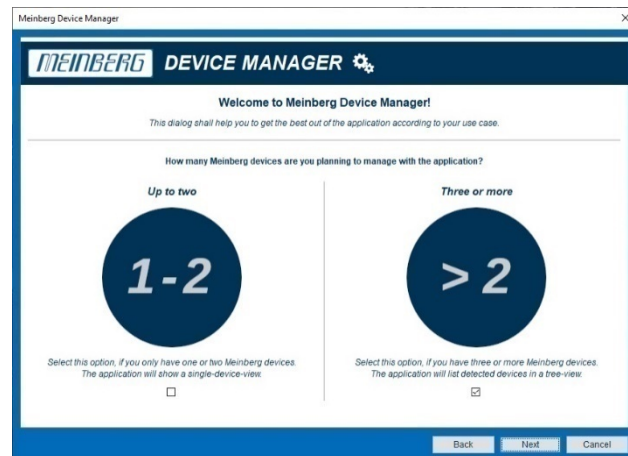 Meinberg Device Manager
MEINBERG DEVICE MANAGER
Welcome to Meinberg Device Manager!
This dialog shall help you to get the best out of the application according to your use case.
How many Meinberg devices are you planning to manage with the application?
Up to two
1 - 2
Select this option, if you only have one or two Meinberg devices.
The application will show a single-device-view.
Three or more
> 2
Select this option, if you have three or more Meinberg devices.
The application will list detected devices in a tree-view.
Back Next Cancel